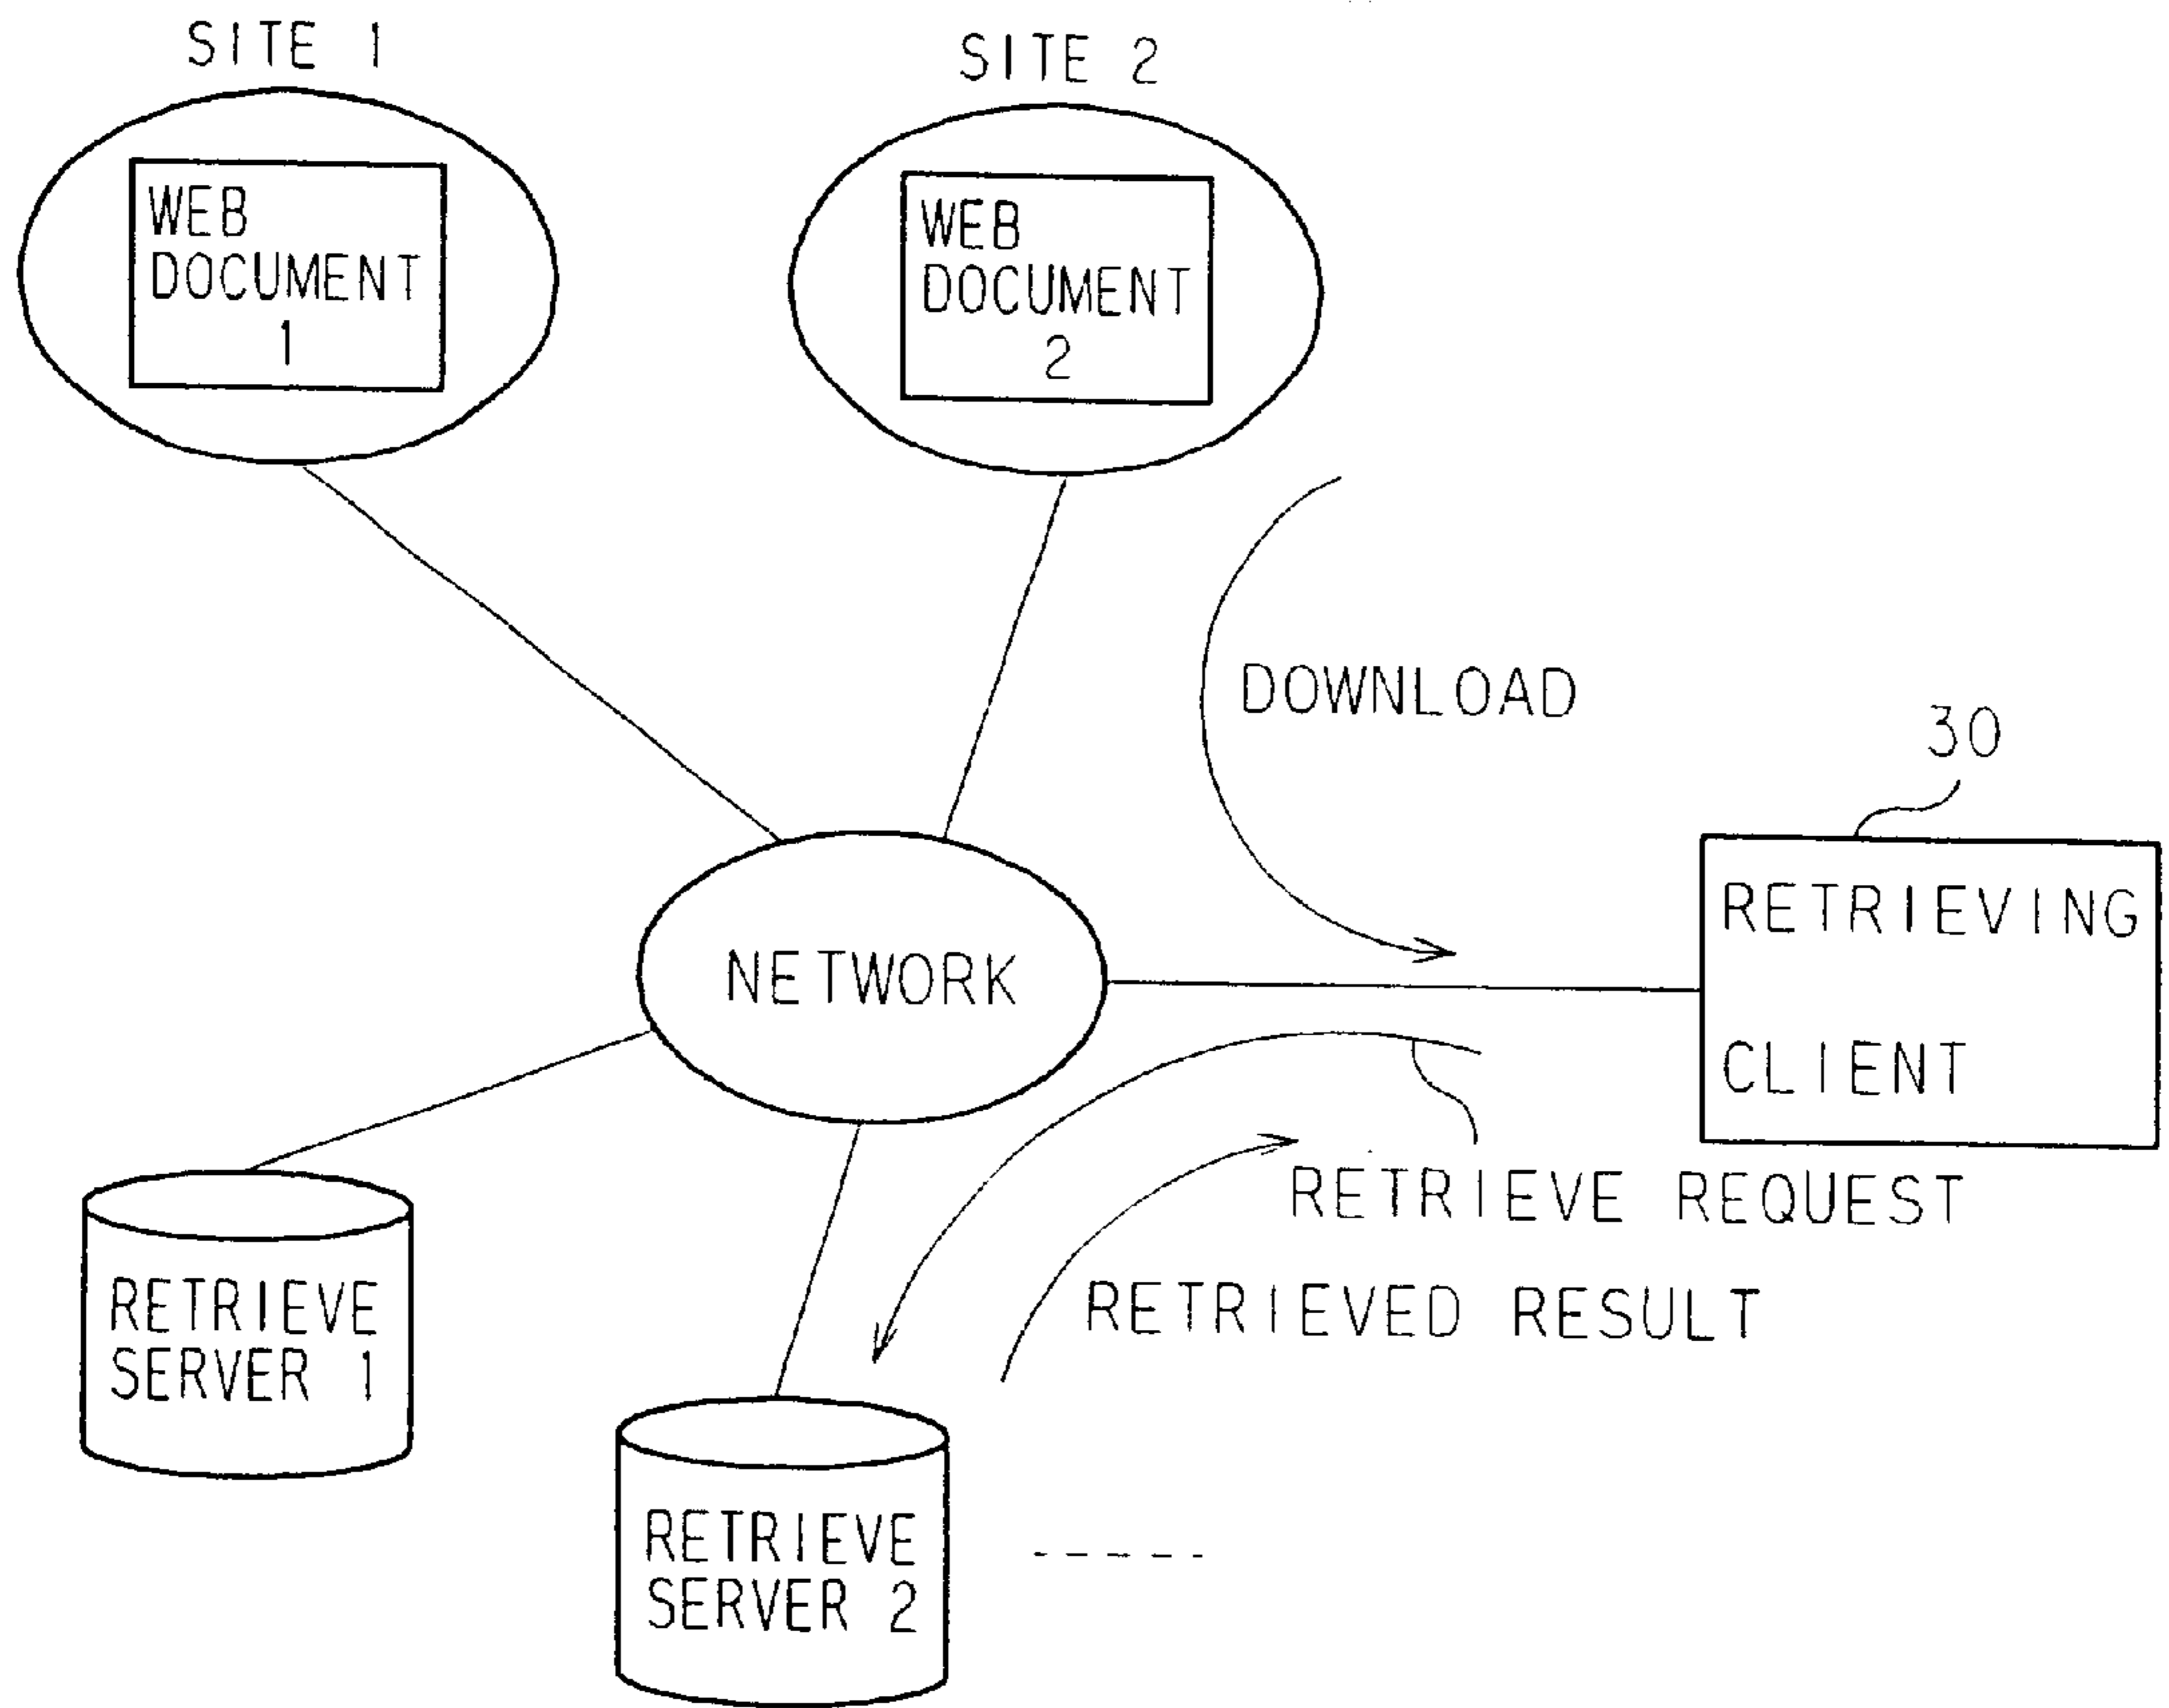 SITE 1
SITE 2
WEB
DOCUMENT
1
WEB
DOCUMENT
2
DOWNLOAD
30
RETRIEVING
CLIENT
NETWORK
RETRIEVE REQUEST
RETRIEVED RESULT
RETRIEVE
SERVER 1
RETRIEVE
SERVER 2